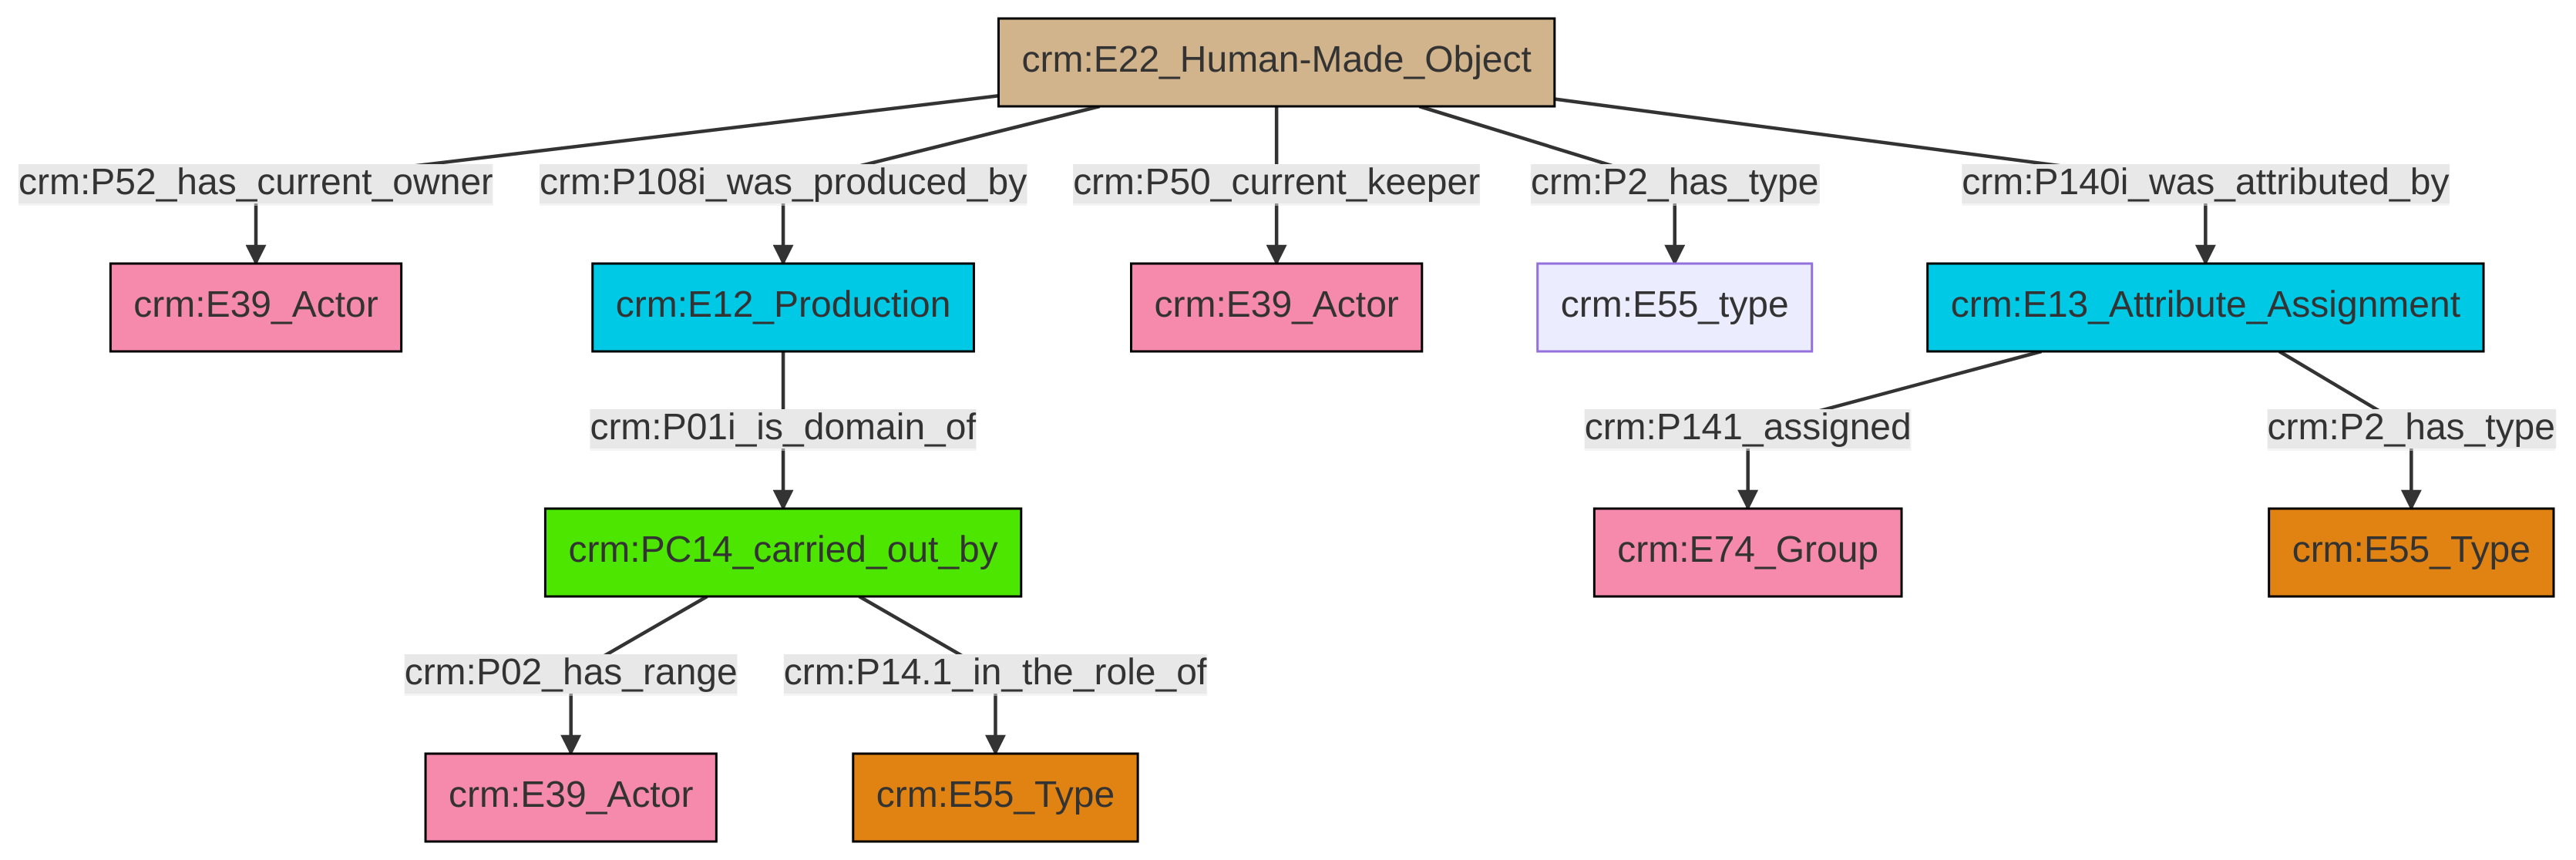 crm:E22_Human-Made_Object
crm:P52_has_current_owner
crm:P108i_was_produced_by
crm:P50_current_keeper
crm:P2_has_type
crm:P140i_was_attributed_by
crm:E39_Actor
crm:E12_Production
crm:E39_Actor
crm:E55_type
crm:E13_Attribute_Assignment
crm:P01i_is_domain_of
crm:P141_assigned
crm:P2_has_type
crm:PC14_carried_out_by
crm:E74_Group
crm:E55_Type
crm:P02_has_range
crm:P14.1_in_the_role_of
crm:E39_Actor
crm:E55_Type